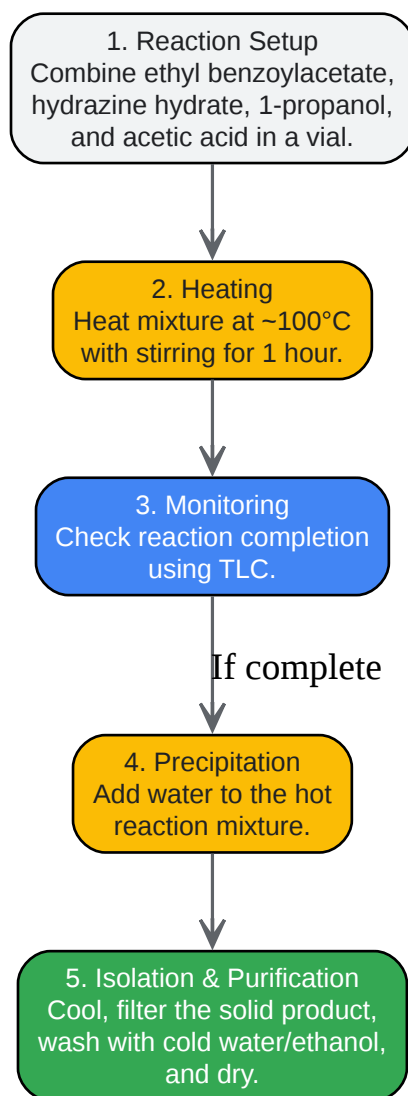 1. Reaction Setup
Combine ethyl benzoylacetate,
hydrazine hydrate, 1-propanol,
and acetic acid in a vial.
2. Heating
Heat mixture at ~100°C
with stirring for 1 hour.
3. Monitoring
Check reaction completion
using TLC.
If complete
4. Precipitation
Add water to the hot
reaction mixture.
5. Isolation & Purification
Cool, filter the solid product,
wash with cold water/ethanol,
and dry.